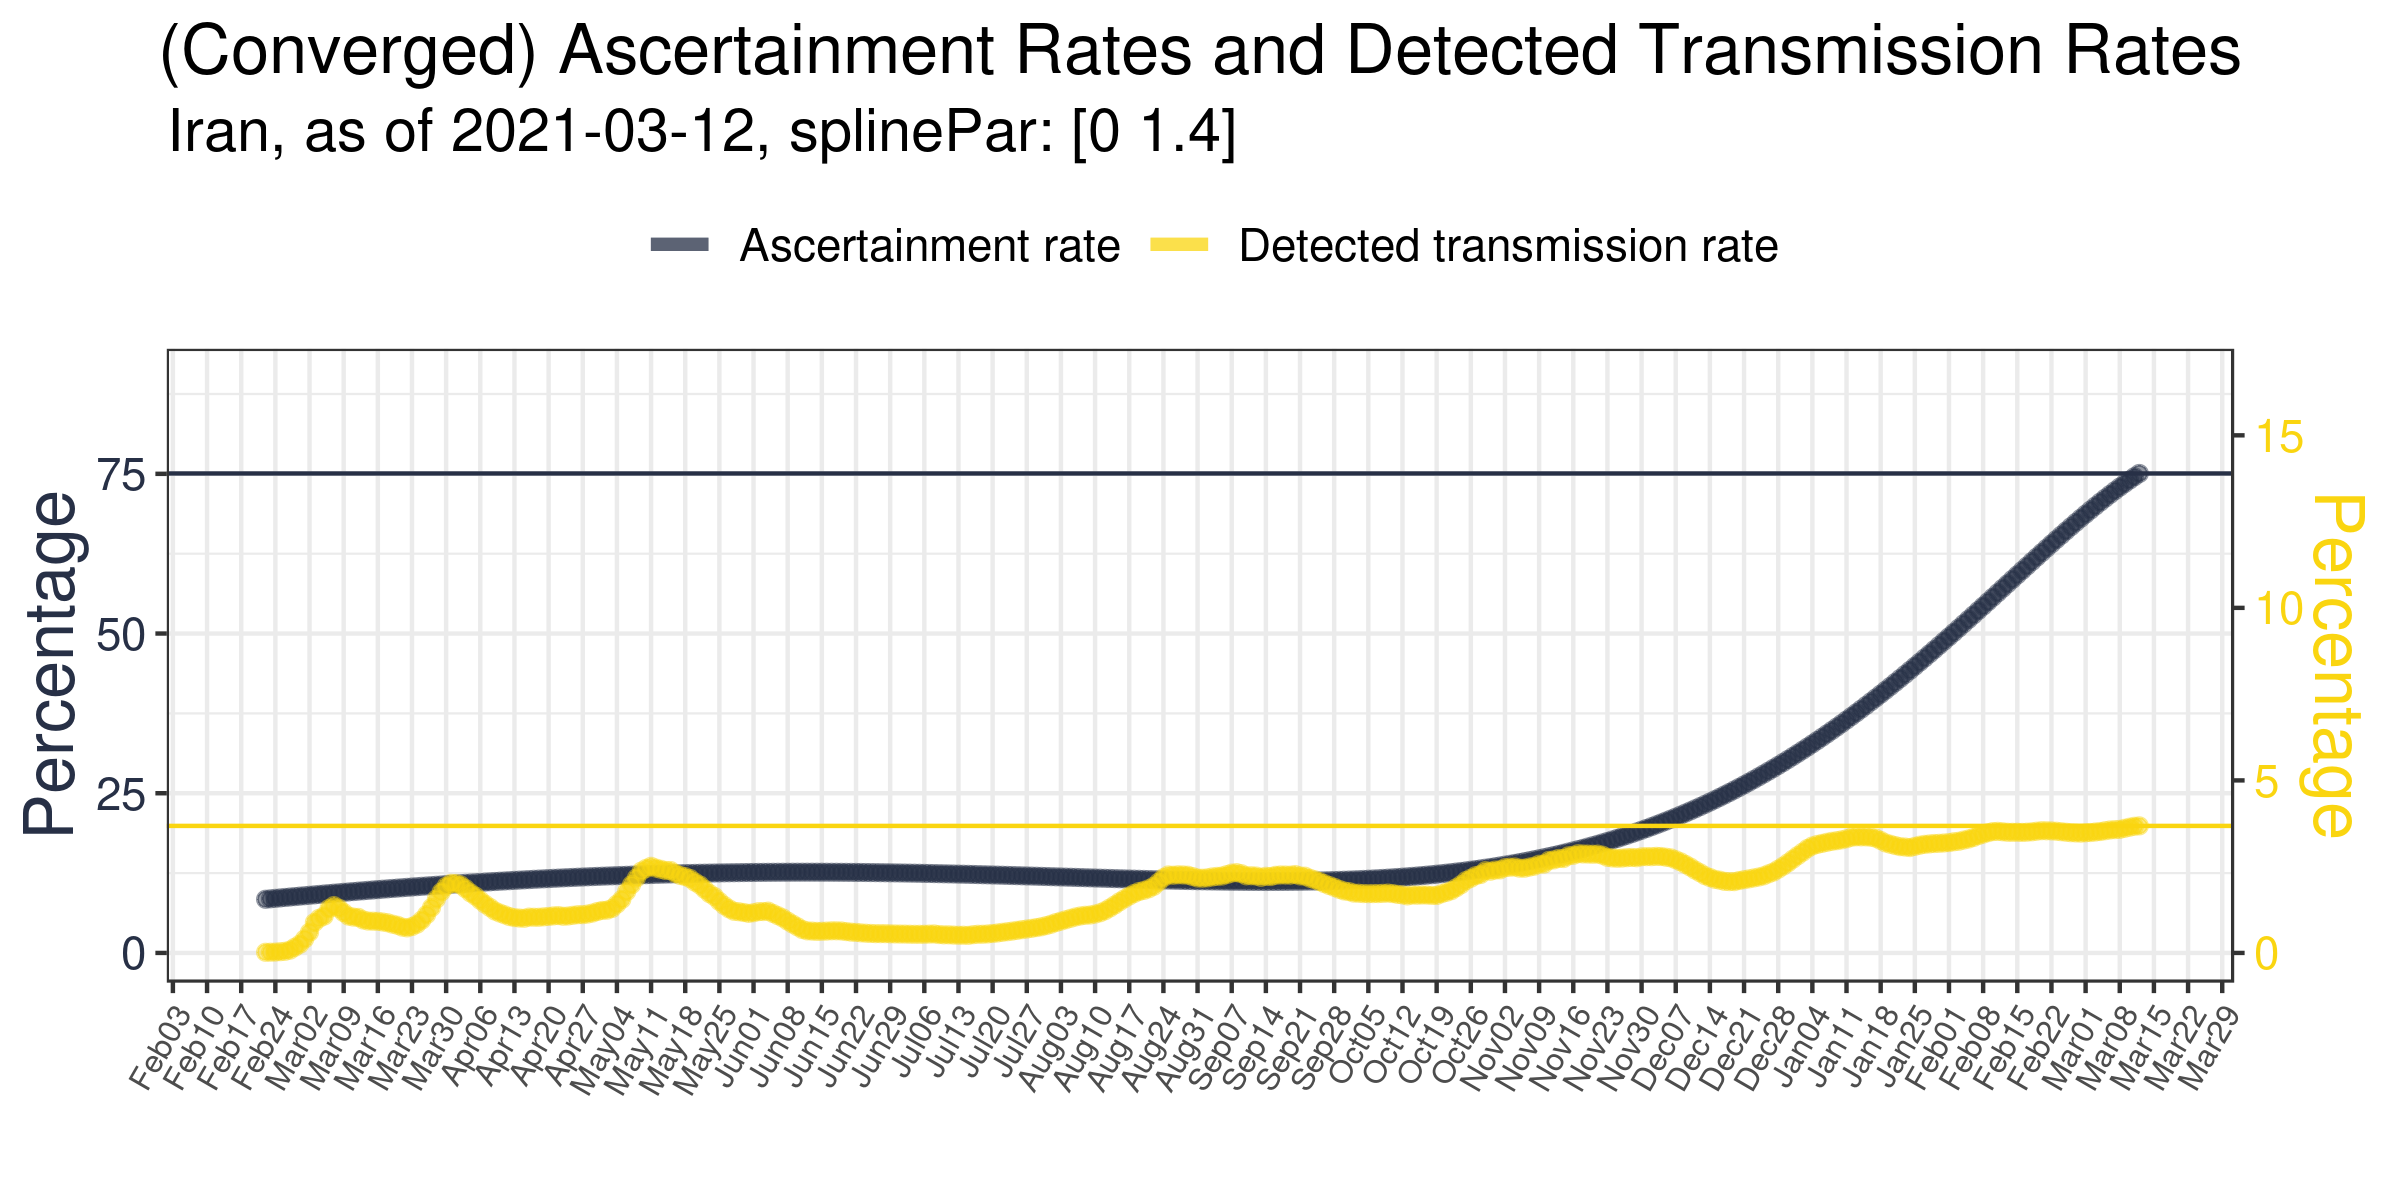 (Converged) Ascertainment Rates and Detected Transmission Rates
Iran, as of 2021-03-12, splinePar: [0 1.4]
Ascertainment rate Detected transmission rate
Percentage
75
50
25
0
15
10
5
0
Percentage
Feb03 Feb10 Feb17 Feb24 Mar02 Mar09 Mar16 Mar23 Mar30 Apr06 Apr13 Apr20 Apr27 May04 May11 May18 May25 Jun01 Jun08 Jun15 Jun22 Jun29 Jul06 Jul13 Jul20 Jul27 Aug03 Aug10 Aug17 Aug24 Aug31 Sep07 Sep14 Sep21 Sep28 Oct05 Oct12 Oct19 Oct26 Nov02 Nov09 Nov16 Nov23 Nov30 Dec07 Dec14 Dec21 Dec28 Jan04 Jan11 Jan18 Jan25 Feb01 Feb08 Feb15 Feb22 Mar01 Mar08 Mar15 Mar22 Mar29